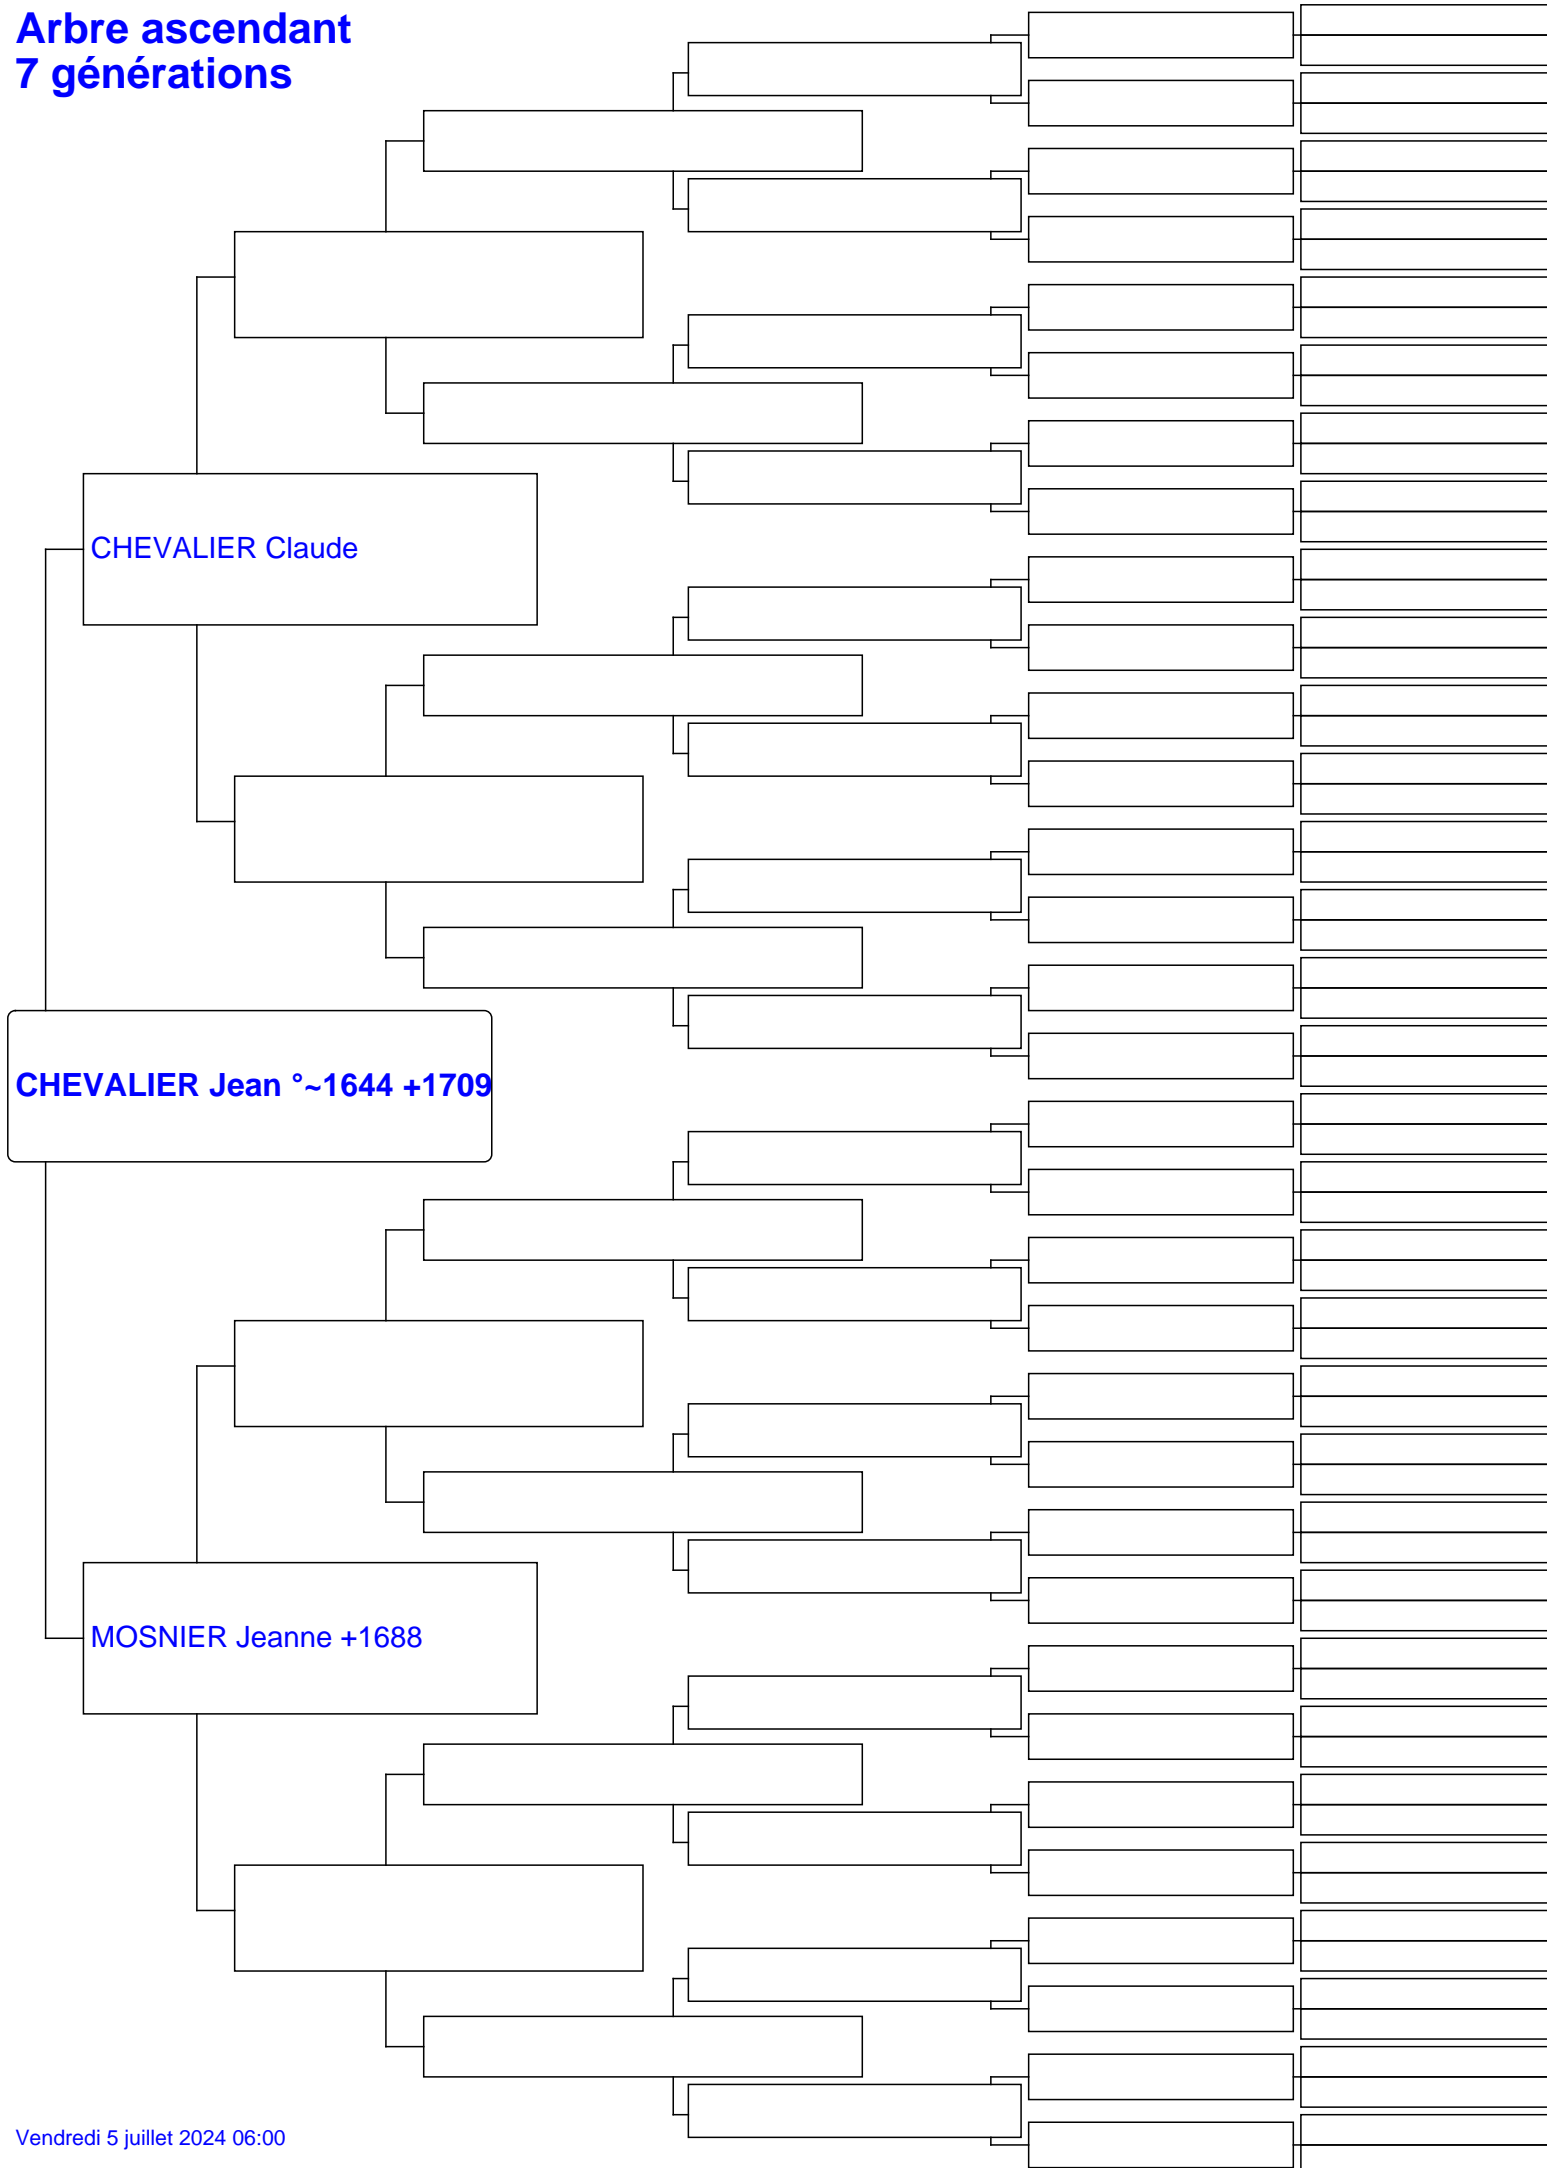 Arbre ascendant
7 générations
CHEVALIER Claude
CHEVALIER Jean °~1644 +1709
MOSNIER Jeanne +1688
Vendredi 5 juillet 2024 06:00